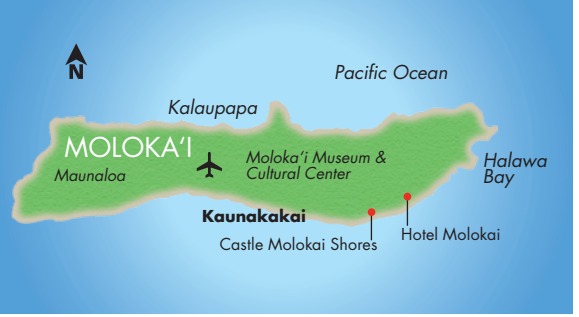 N
Pacific Ocean
Kalaupapa
MOLOKA‘I
Maunaloa
Moloka‘i Museum &
Cultural Center
Halawa
Bay
Kaunakakai
Castle Molokai Shores
Hotel Molokai